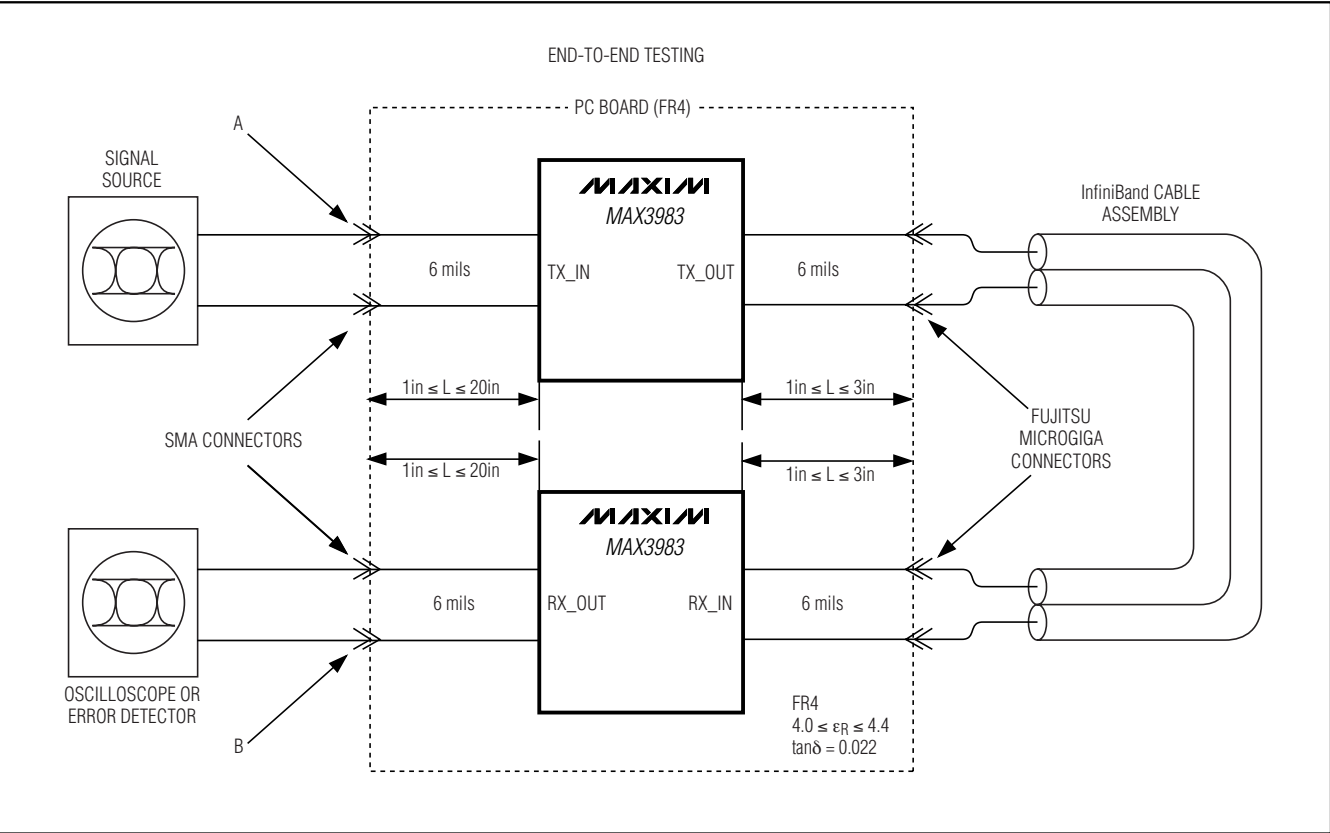 END-TO-END TESTING
PC BOARD (FR4)
A
SIGNAL
SOURCE
MAXIM
MAX3983
InfiniBand CABLE
ASSEMBLY
6 mils
TX_IN
TX_OUT
6 mils
1in ≤ L ≤ 20in
1in ≤ L ≤ 3in
SMA CONNECTORS
FUJITSU
MICROGIGA
CONNECTORS
1in ≤ L ≤ 20in
1in ≤ L ≤ 3in
MAXIM
MAX3983
6 mils
RX_OUT
RX_IN
6 mils
OSCILLOSCOPE OR
ERROR DETECTOR
B
FR4
4.0 ≤ εR ≤ 4.4
tanδ = 0.022